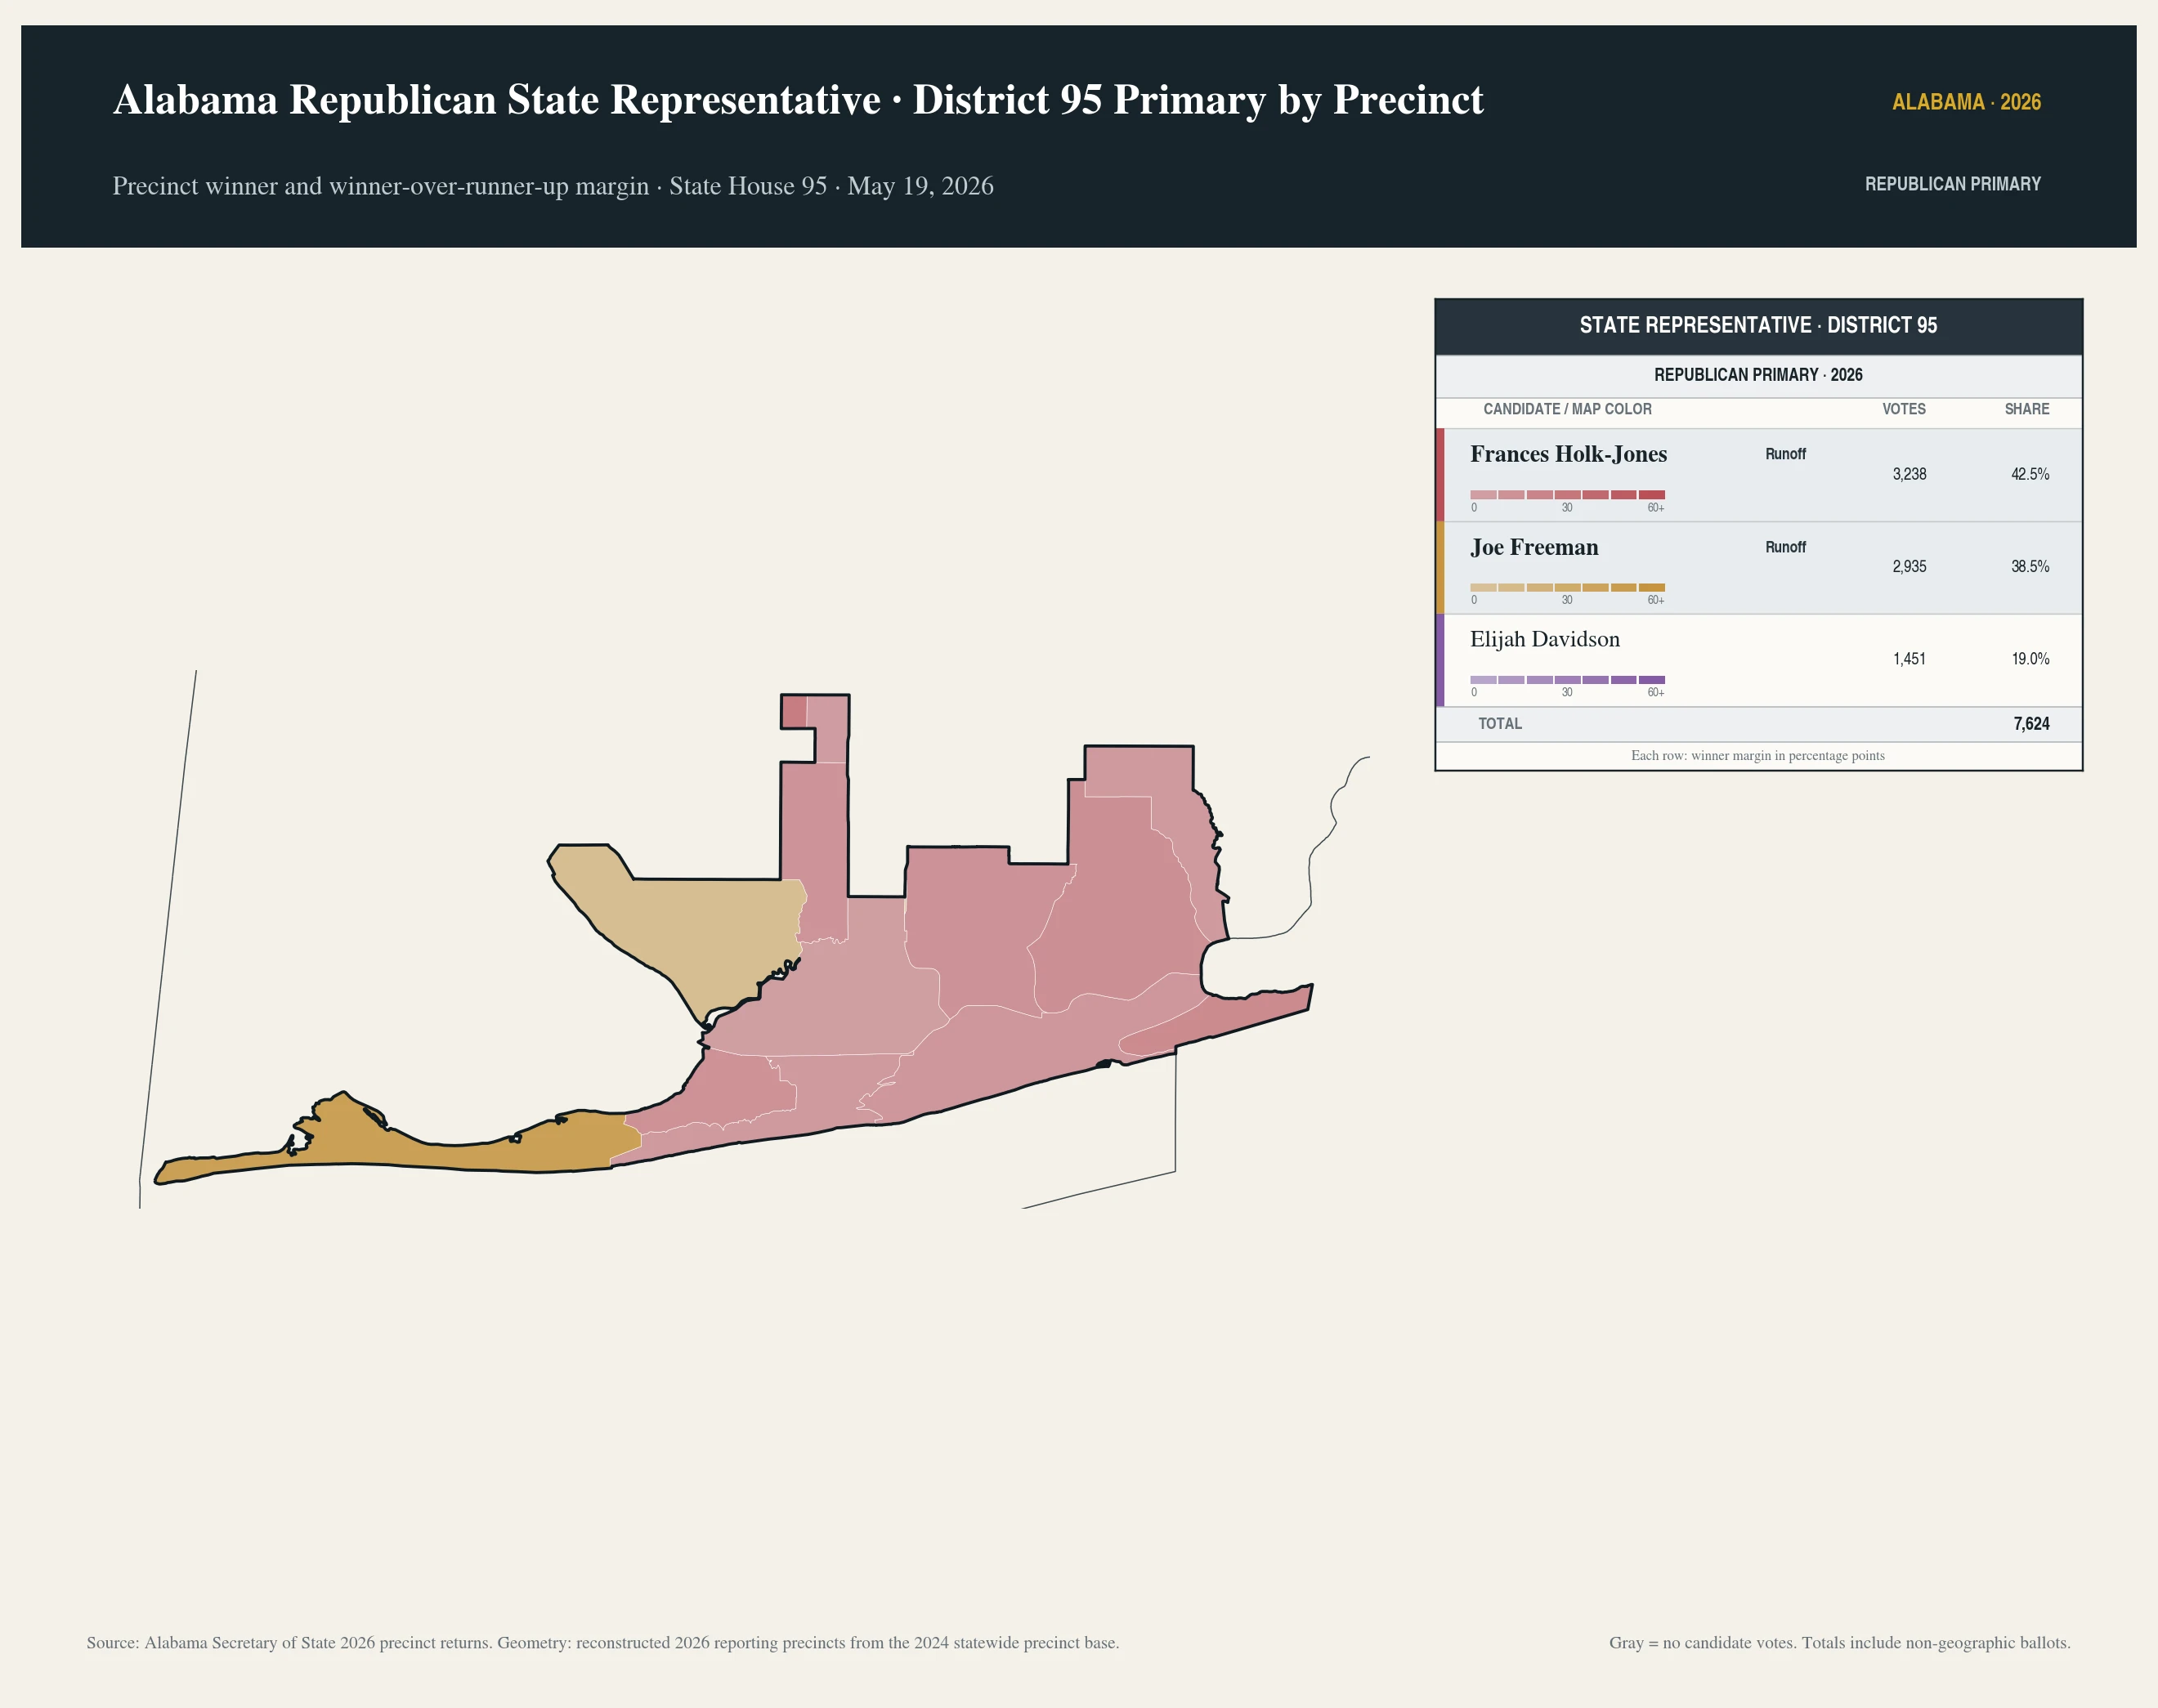 Alabama Republican State Representative · District 95 Primary by Precinct
ALABAMA · 2026
Precinct winner and winner-over-runner-up margin · State House 95 · May 19, 2026
REPUBLICAN PRIMARY
STATE REPRESENTATIVE · DISTRICT 95
REPUBLICAN PRIMARY · 2026
CANDIDATE / MAP COLOR VOTES SHARE
Frances Holk-Jones Runoff 3,238 42.5%
0 30 60+
Joe Freeman Runoff 2,935 38.5%
0 30 60+
Elijah Davidson 1,451 19.0%
0 30 60+
TOTAL 7,624
Each row: winner margin in percentage points
Source: Alabama Secretary of State 2026 precinct returns. Geometry: reconstructed 2026 reporting precincts from the 2024 statewide precinct base.
Gray = no candidate votes. Totals include non-geographic ballots.